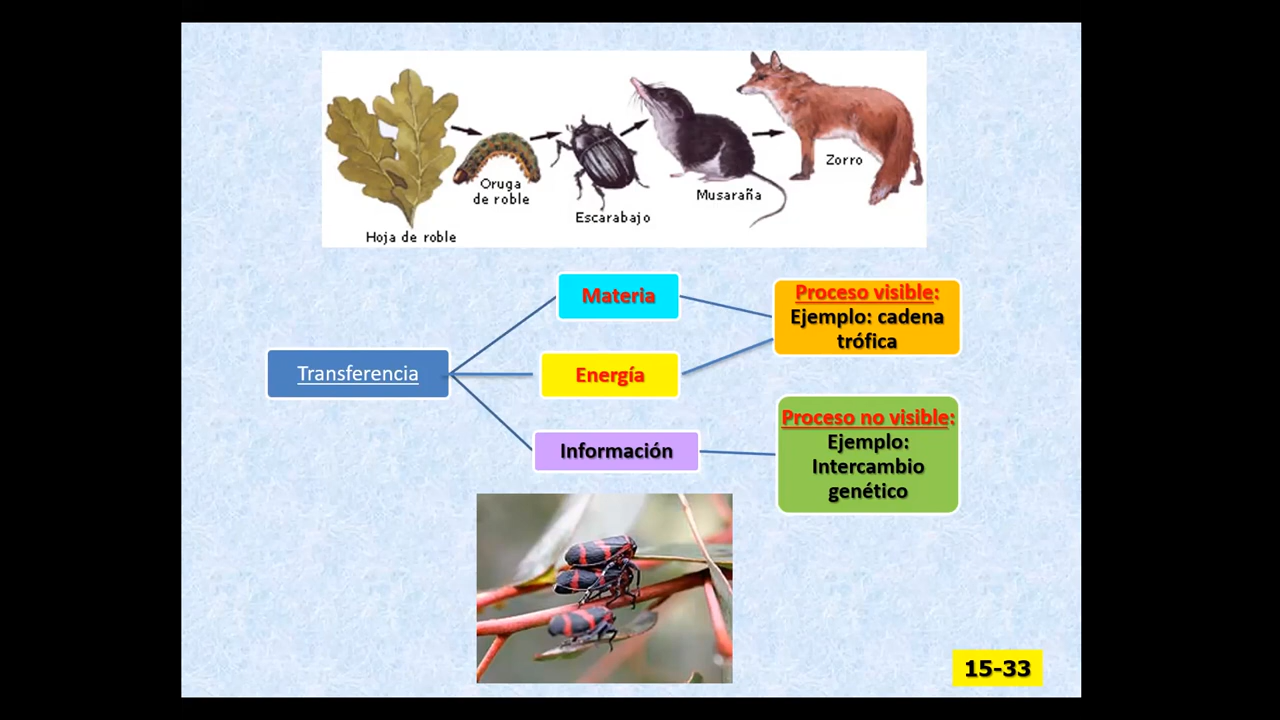 Hoja de roble
Oruga
de roble
Escarabajo
Musaraña
Zorro
Transferencia
Materia
Energía
Información
Proceso visible:
Ejemplo: cadena
trófica
Proceso no visible:
Ejemplo:
Intercambio
genético
15-33